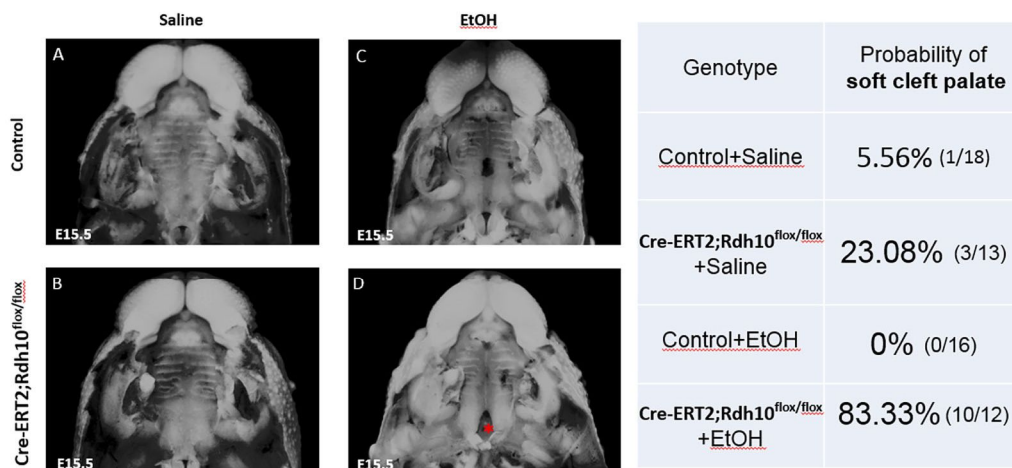 Saline
EtOH
Control
Cre-ERT2;Rdh10flox/flox
A
E15.5
C
E15.5
B
E15.5
D
E15.5
Genotype
Probability of
soft cleft palate
Control+Saline
5.56% (1/18)
Cre-ERT2;Rdh10flox/flox
+Saline
23.08% (3/13)
Control+EtOH
0% (0/16)
Cre-ERT2;Rdh10flox/flox
+EtOH
83.33% (10/12)